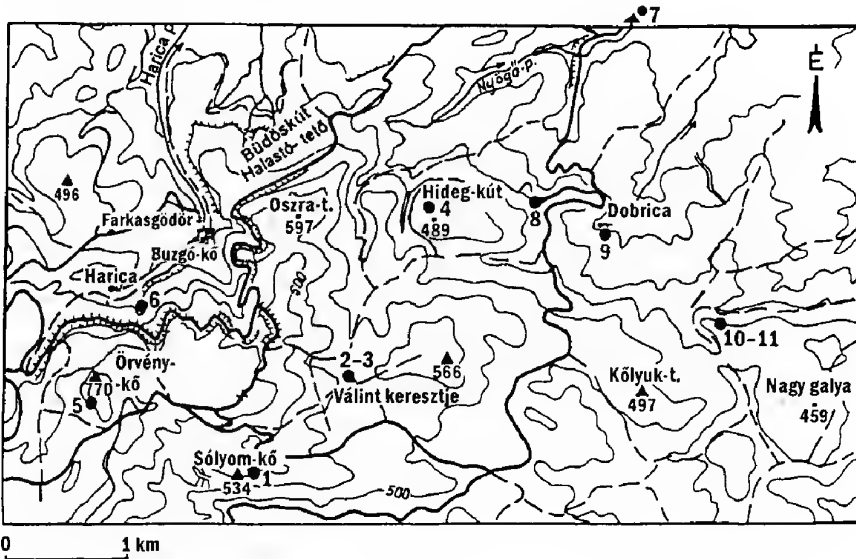 7
Harica p.
Nyögő-p.
É
Büdöskút
Halastó-tető
496
Oszra-t.
597
Hideg-kút
4
489
8
Dobrica
9
Farkasgödör
Buzgó-kő
Harica
6
500
10-11
Örvény-
kő
770
5
2-3
Válint keresztje
566
Kőlyuk-t.
497
Nagy galya
459
Sólyom-kő
534
1
500
0 1 km